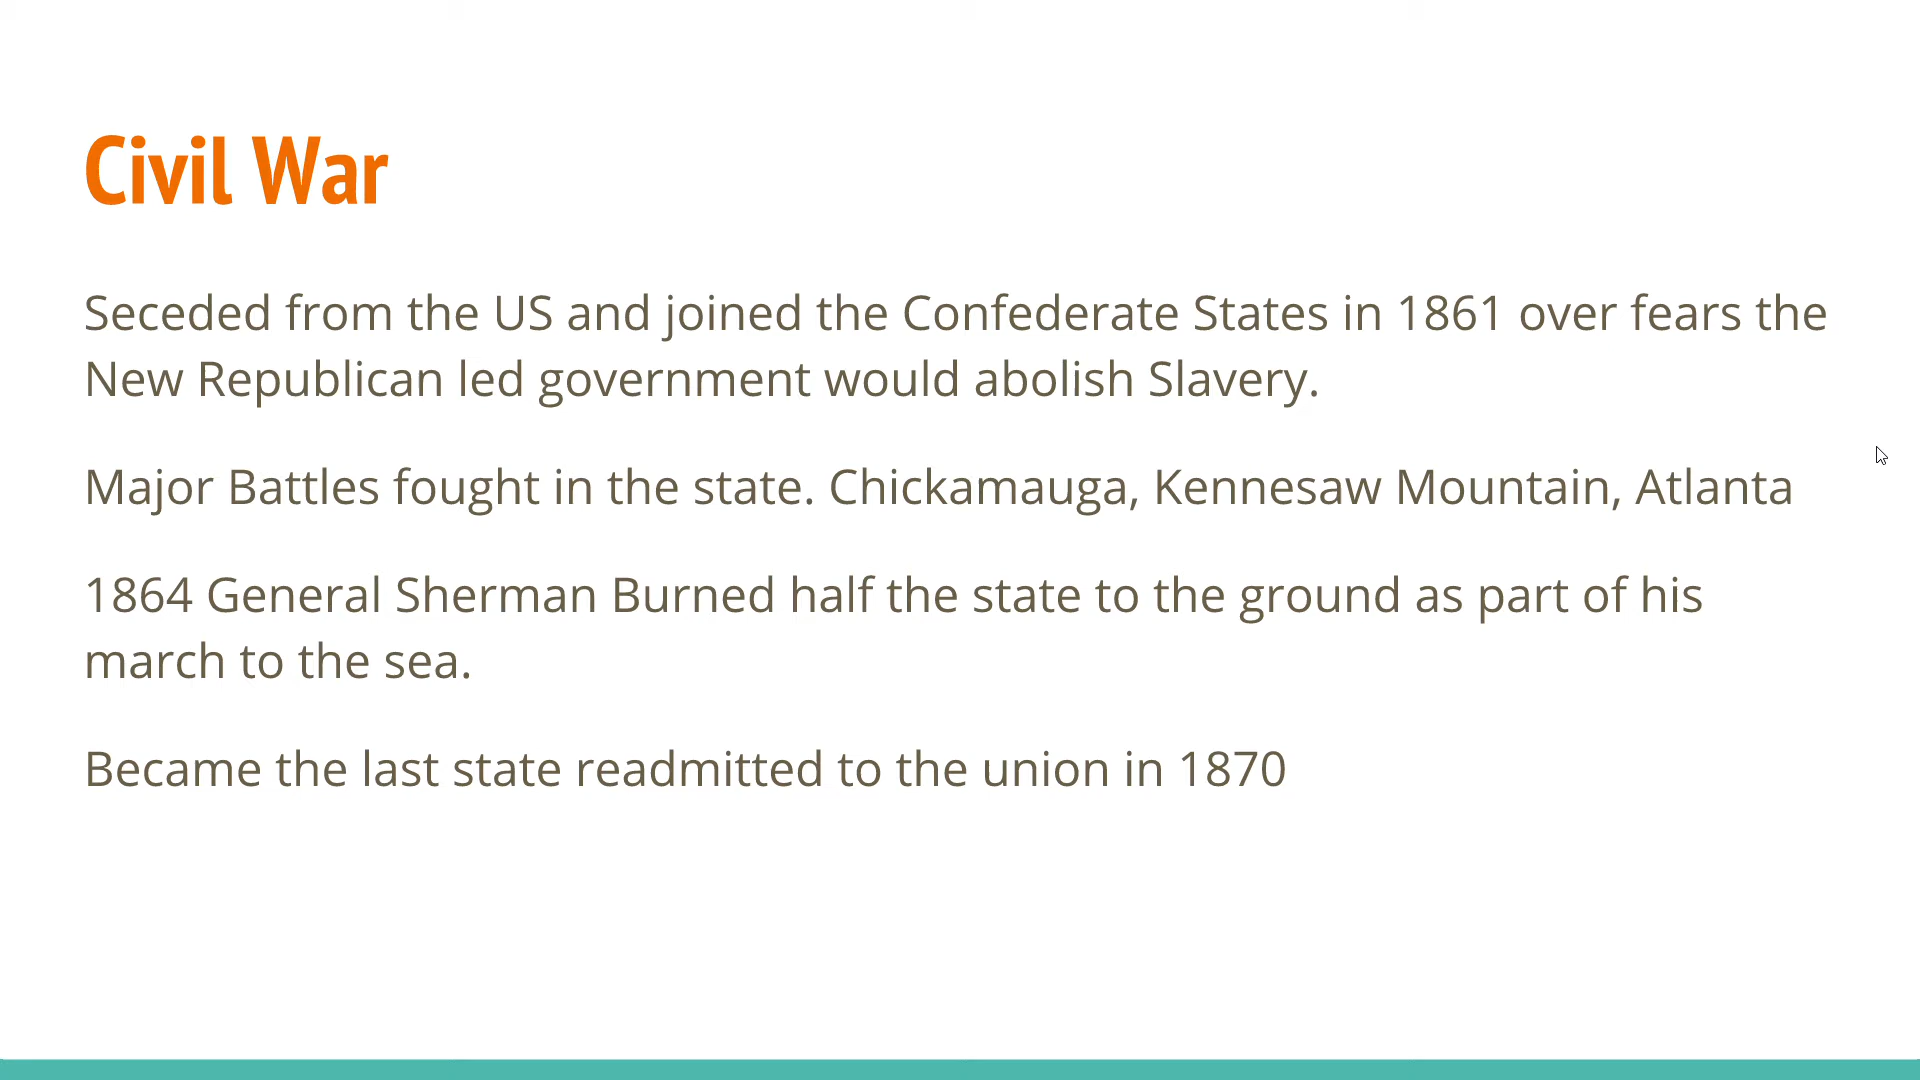 Civil War
Seceded from the US and joined the Confederate States in 1861 over fears the
New Republican led government would abolish Slavery.
Major Battles fought in the state. Chickamauga, Kennesaw Mountain, Atlanta
1864 General Sherman Burned half the state to the ground as part of his
march to the sea.
Became the last state readmitted to the union in 1870